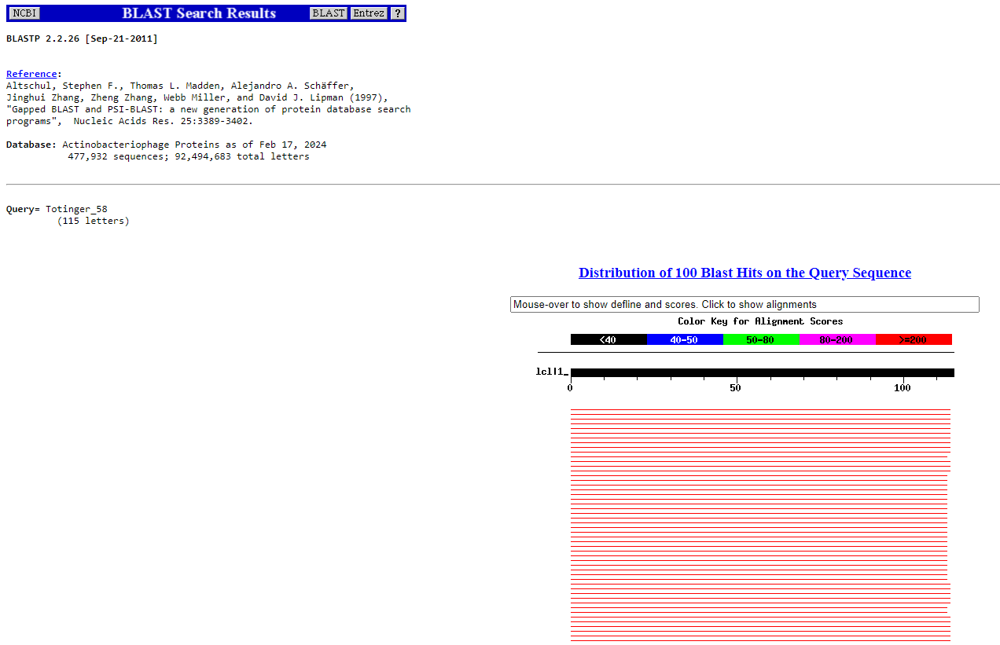 NCBI BLAST Search Results BLAST Entrez ?
BLASTP 2.2.26 [Sep-21-2011]
Reference:
Altschul, Stephen F., Thomas L. Madden, Alejandro A. Schäffer,
Jinghui Zhang, Zheng Zhang, Webb Miller, and David J. Lipman (1997),
"Gapped BLAST and PSI-BLAST: a new generation of protein database search
programs",  Nucleic Acids Res. 25:3389-3402.
Database: Actinobacteriophage Proteins as of Feb 17, 2024
477,932 sequences; 92,494,683 total letters
Query= Totinger_58
(115 letters)
Distribution of 100 Blast Hits on the Query Sequence
Mouse-over to show defline and scores. Click to show alignments
Color Key for Alignment Scores
<40 40-50 50-80 80-200 >=200
lcl|1_
0 50 100